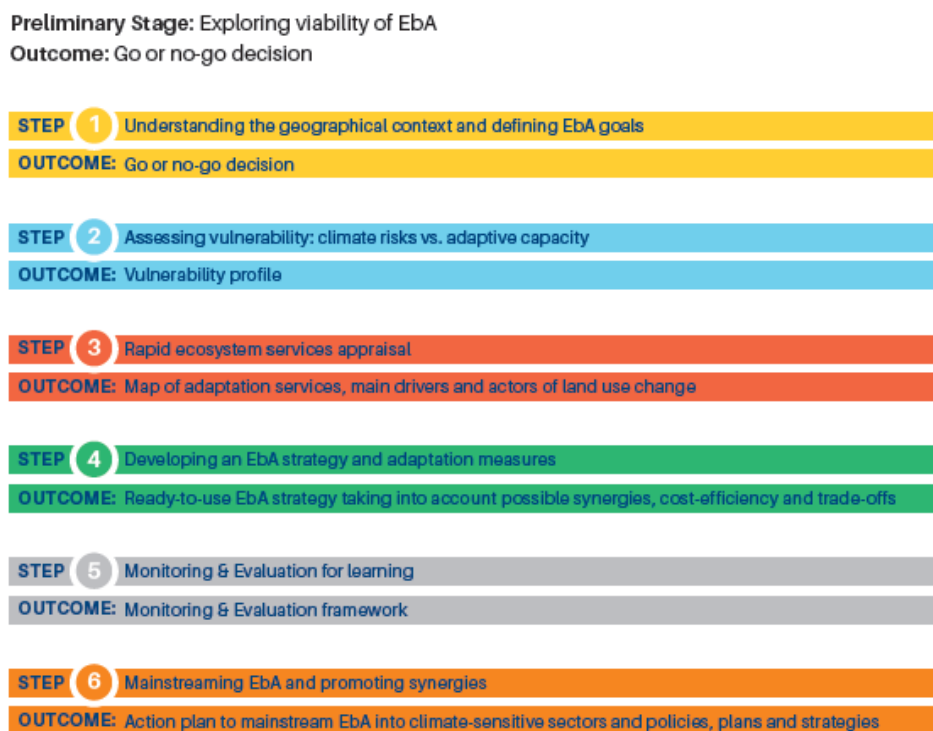 Preliminary Stage: Exploring viability of EbA
Outcome: Go or no-go decision
STEP 1 Understanding the geographical context and defining EbA goals
OUTCOME: Go or no-go decision
STEP 2 Assessing vulnerability: climate risks vs. adaptive capacity
OUTCOME: Vulnerability profile
STEP 3 Rapid ecosystem services appraisal
OUTCOME: Map of adaptation services, main drivers and actors of land use change
STEP 4 Developing an EbA strategy and adaptation measures
OUTCOME: Ready-to-use EbA strategy taking into account possible synergies, cost-efficiency and trade-offs
STEP 5 Monitoring & Evaluation for learning
OUTCOME: Monitoring & Evaluation framework
STEP 6 Mainstreaming EbA and promoting synergies
OUTCOME: Action plan to mainstream EbA into climate-sensitive sectors and policies, plans and strategies